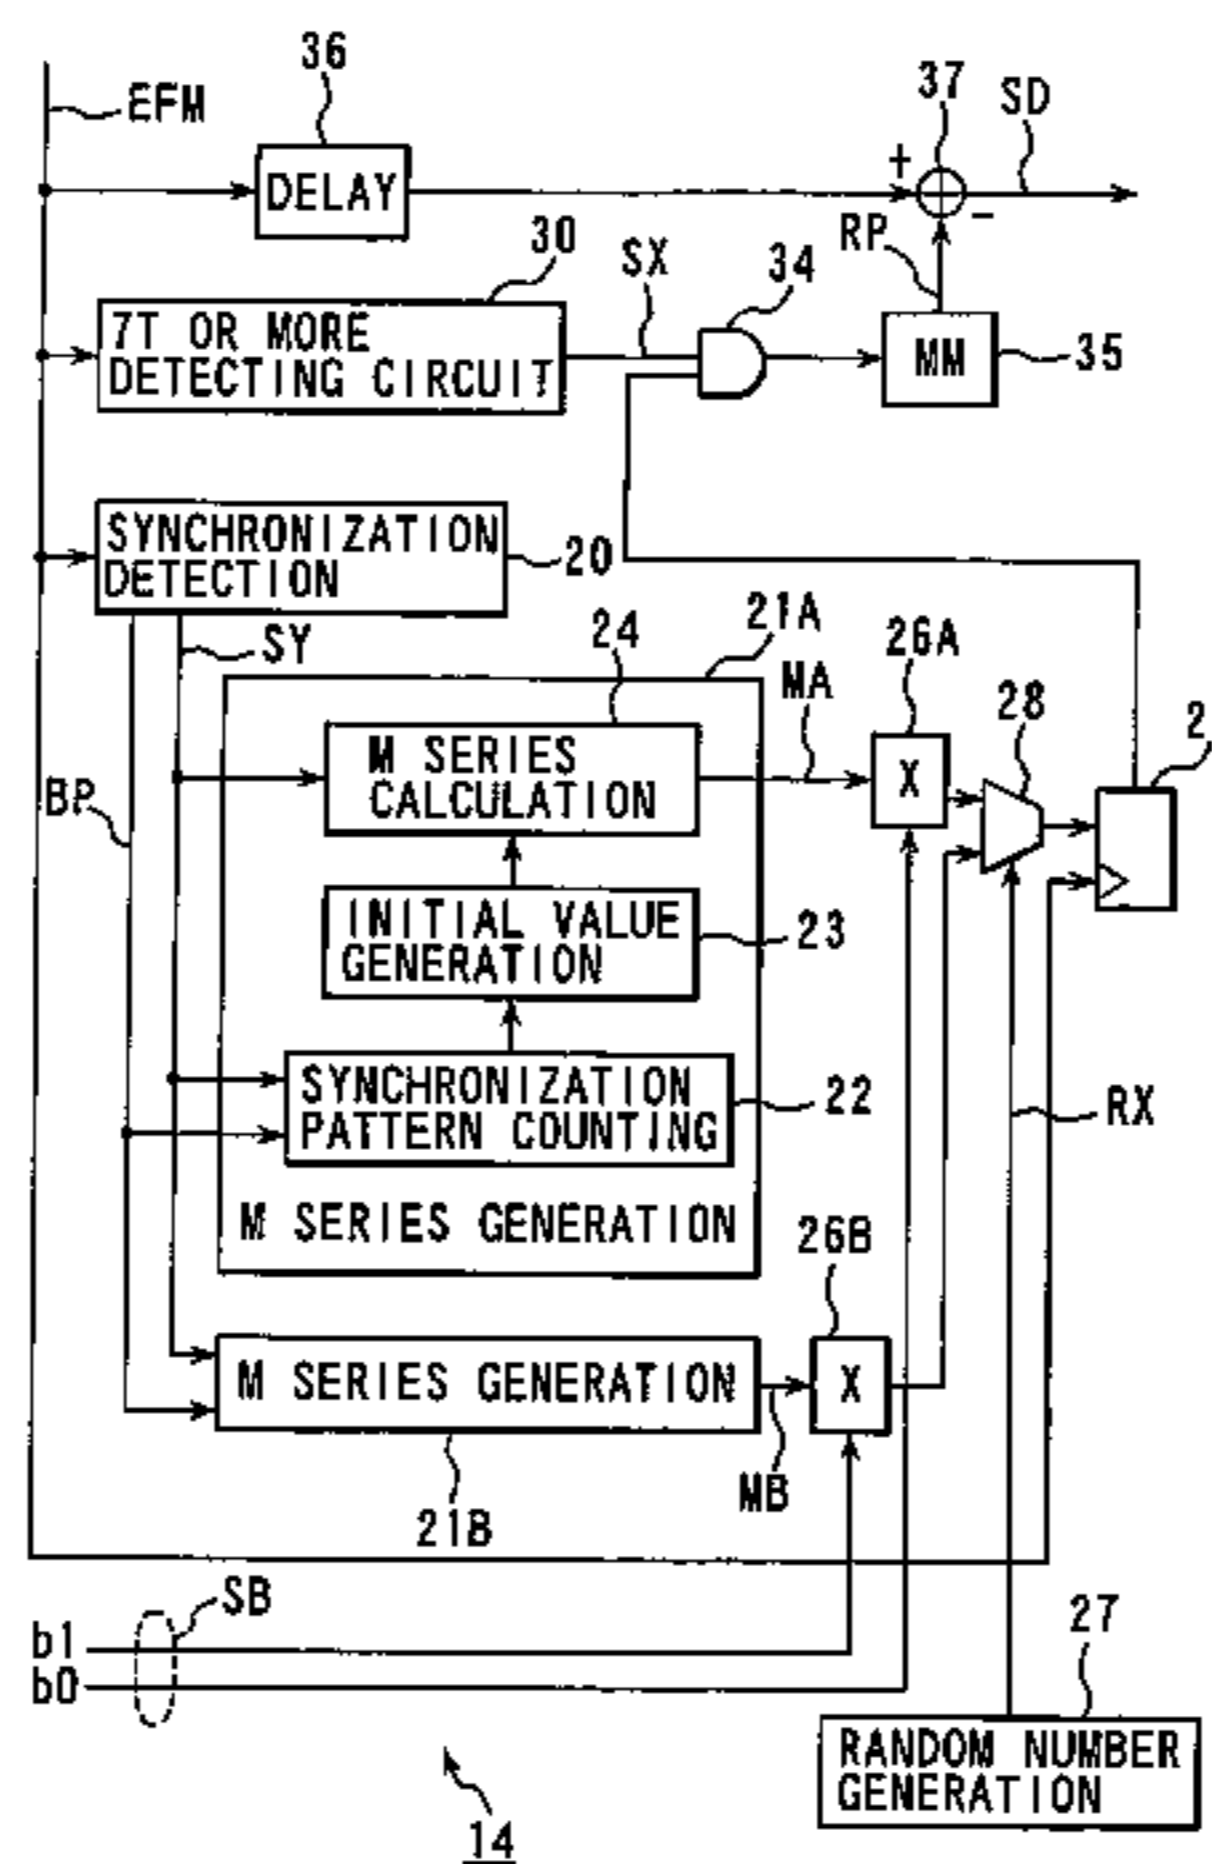 36
EFM
37
SD
+
DELAY
-
30
SX
34
RP
7T OR MORE
DETECTING CIRCUIT
MM
35
SYNCHRONIZATION
DETECTION
20
SY
24
21A
MA
26A
28
2
M SERIES
CALCULATION
X
BP
INITIAL VALUE
GENERATION
23
SYNCHRONIZATION
PATTERN COUNTING
22
RX
M SERIES GENERATION
26B
M SERIES GENERATION
X
MB
21B
SB
b1
b0
27
RANDOM NUMBER
GENERATION
14